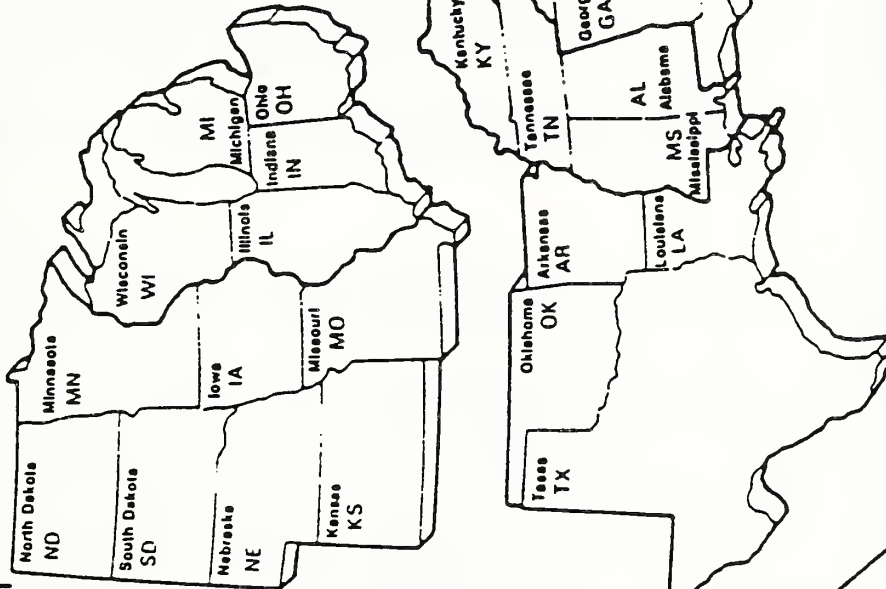 North Dakota
ND
South Dakota
SD
Nebraska
NE
Kansas
KS
Minnesota
MN
Iowa
IA
Missouri
MO
Wisconsin
WI
Illinois
IL
Michigan
MI
Indiana
IN
Ohio
OH
Texas
TX
Oklahoma
OK
Arkansas
AR
Louisiana
LA
Kentucky
KY
Tennessee
TN
Mississippi
MS
Alabama
AL
GA